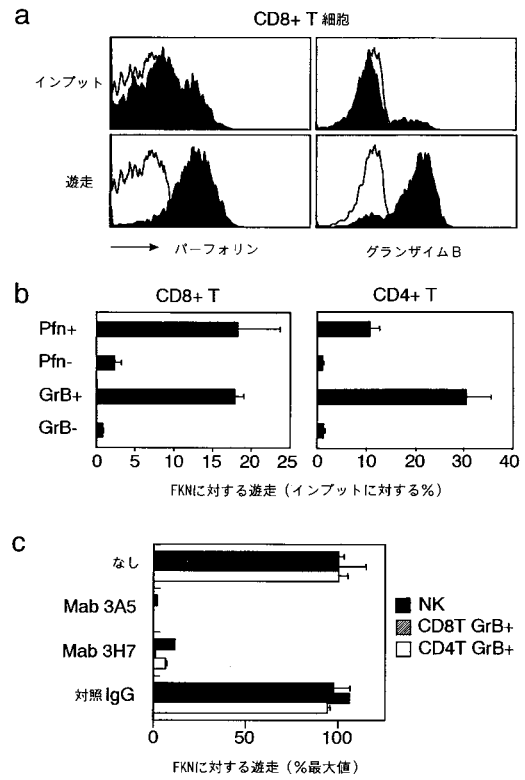 a
CD8+ T 細胞
インプット
遊走
パーフォリン
グランザイムB
b
CD8+ T
CD4+ T
Pfn+
Pfn-
GrB+
GrB-
0 5 10 15 20 25
0 10 20 30 40
FKNに対する遊走（インプットに対する%）
c
なし
Mab 3A5
Mab 3H7
対照IgG
NK
CD8T GrB+
CD4T GrB+
0 50 100
FKNに対する遊走（%最大値）